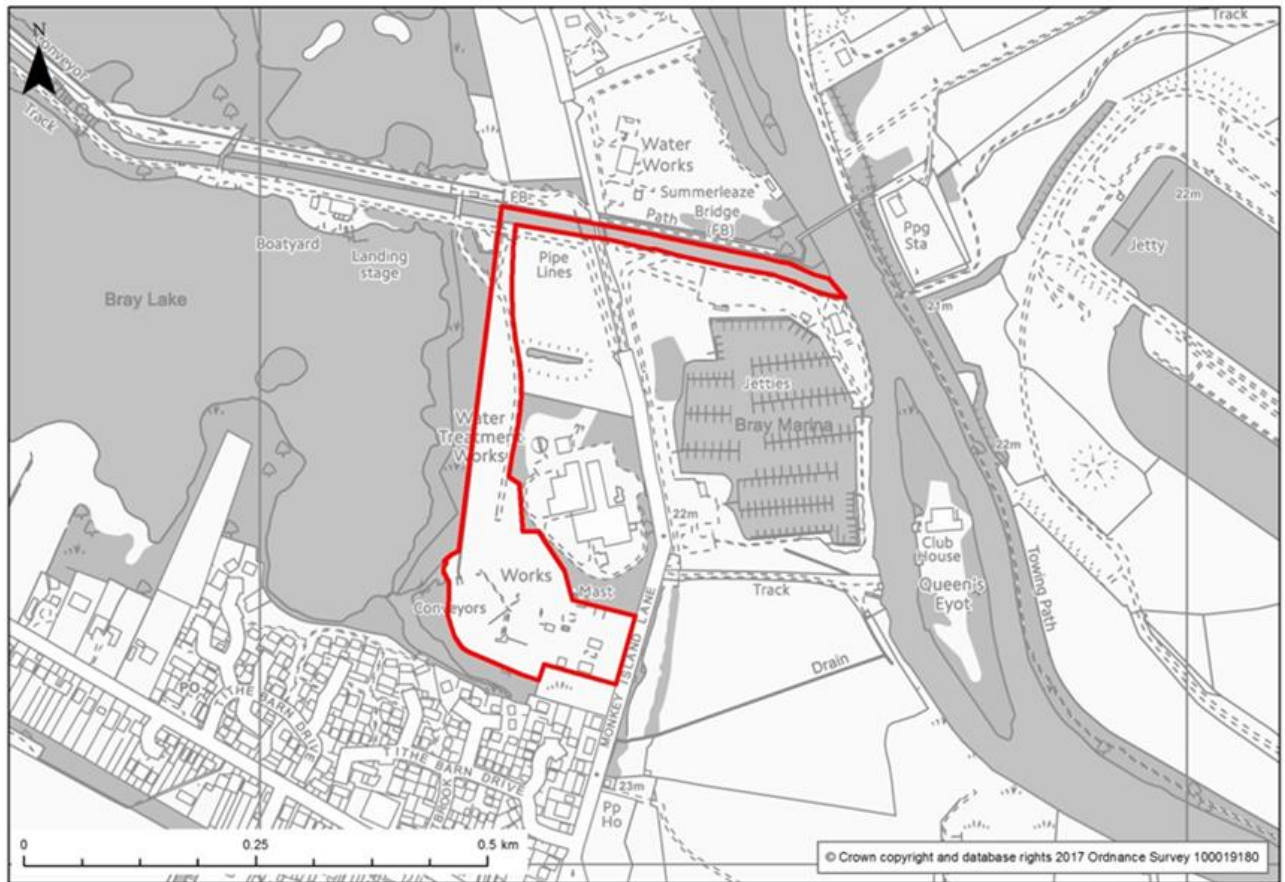 N
Conveyor
Track
Track
Water
Works
FB
Summerleaze
Bridge
(FB)
Path
Ppg
Sta
22m
Jetty
Boatyard
Landing
stage
Pipe
Lines
Bray Lake
21m
Jetties
Bray Marina
Water
Treatment
Works
22m
22m
Club
House
Queen's
Eyot
Towing Path
Works
Mast
Conveyors
Track
MONKEY ISLAND LANE
Drain
PO
TITHE BARN DRIVE
TITHE BARN DRIVE
23m
Pp
Ho
0 0.25 0.5 km
© Crown copyright and database rights 2017 Ordnance Survey 100019180